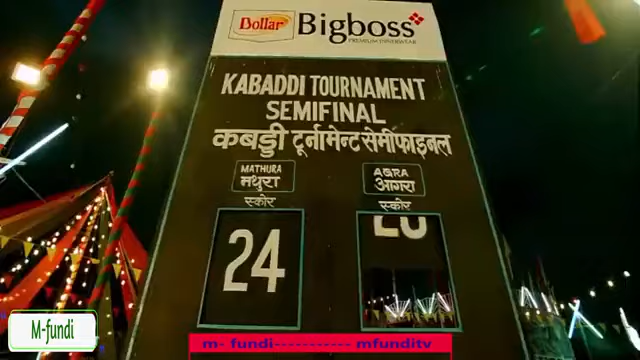 Dollar Bigboss
PREMIUM INNERWEAR
KABADDI TOURNAMENT
SEMIFINAL
कबड्डी टूर्नामेन्ट सेमीफाइनल
MATHURA
मथुरा
AGRA
आगरा
स्कोर
स्कोर
24
M-fundi
m- fundi----------- mfunditv